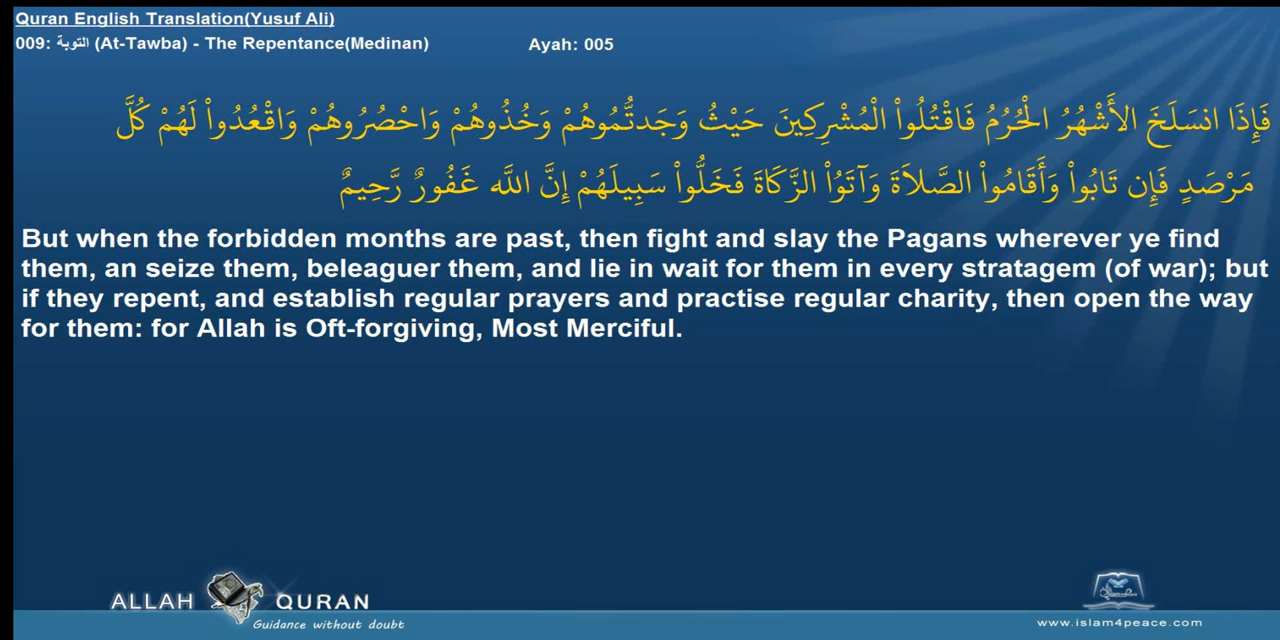 Quran English Translation(Yusuf Ali)
009: التوبة (At-Tawba) - The Repentance(Medinan) Ayah: 005
فَإِذَا انسَلَخَ الأَشْهُرُ الْحُرُمُ فَاقْتُلُواْ الْمُشْرِكِينَ حَيْثُ وَجَدتُّمُوهُمْ وَخُذُوهُمْ وَاحْصُرُوهُمْ وَاقْعُدُواْ لَهُمْ كُلَّ
مَرْصَدٍ فَإِن تَابُواْ وَأَقَامُواْ الصَّلاَةَ وَآتَوُاْ الزَّكَاةَ فَخَلُّواْ سَبِيلَهُمْ إِنَّ اللَّه غَفُورٌ رَّحِيمٌ
But when the forbidden months are past, then fight and slay the Pagans wherever ye find
them, an seize them, beleaguer them, and lie in wait for them in every stratagem (of war); but
if they repent, and establish regular prayers and practise regular charity, then open the way
for them: for Allah is Oft-forgiving, Most Merciful.
ALLAH QURAN
Guidance without doubt
www.islam4peace.com